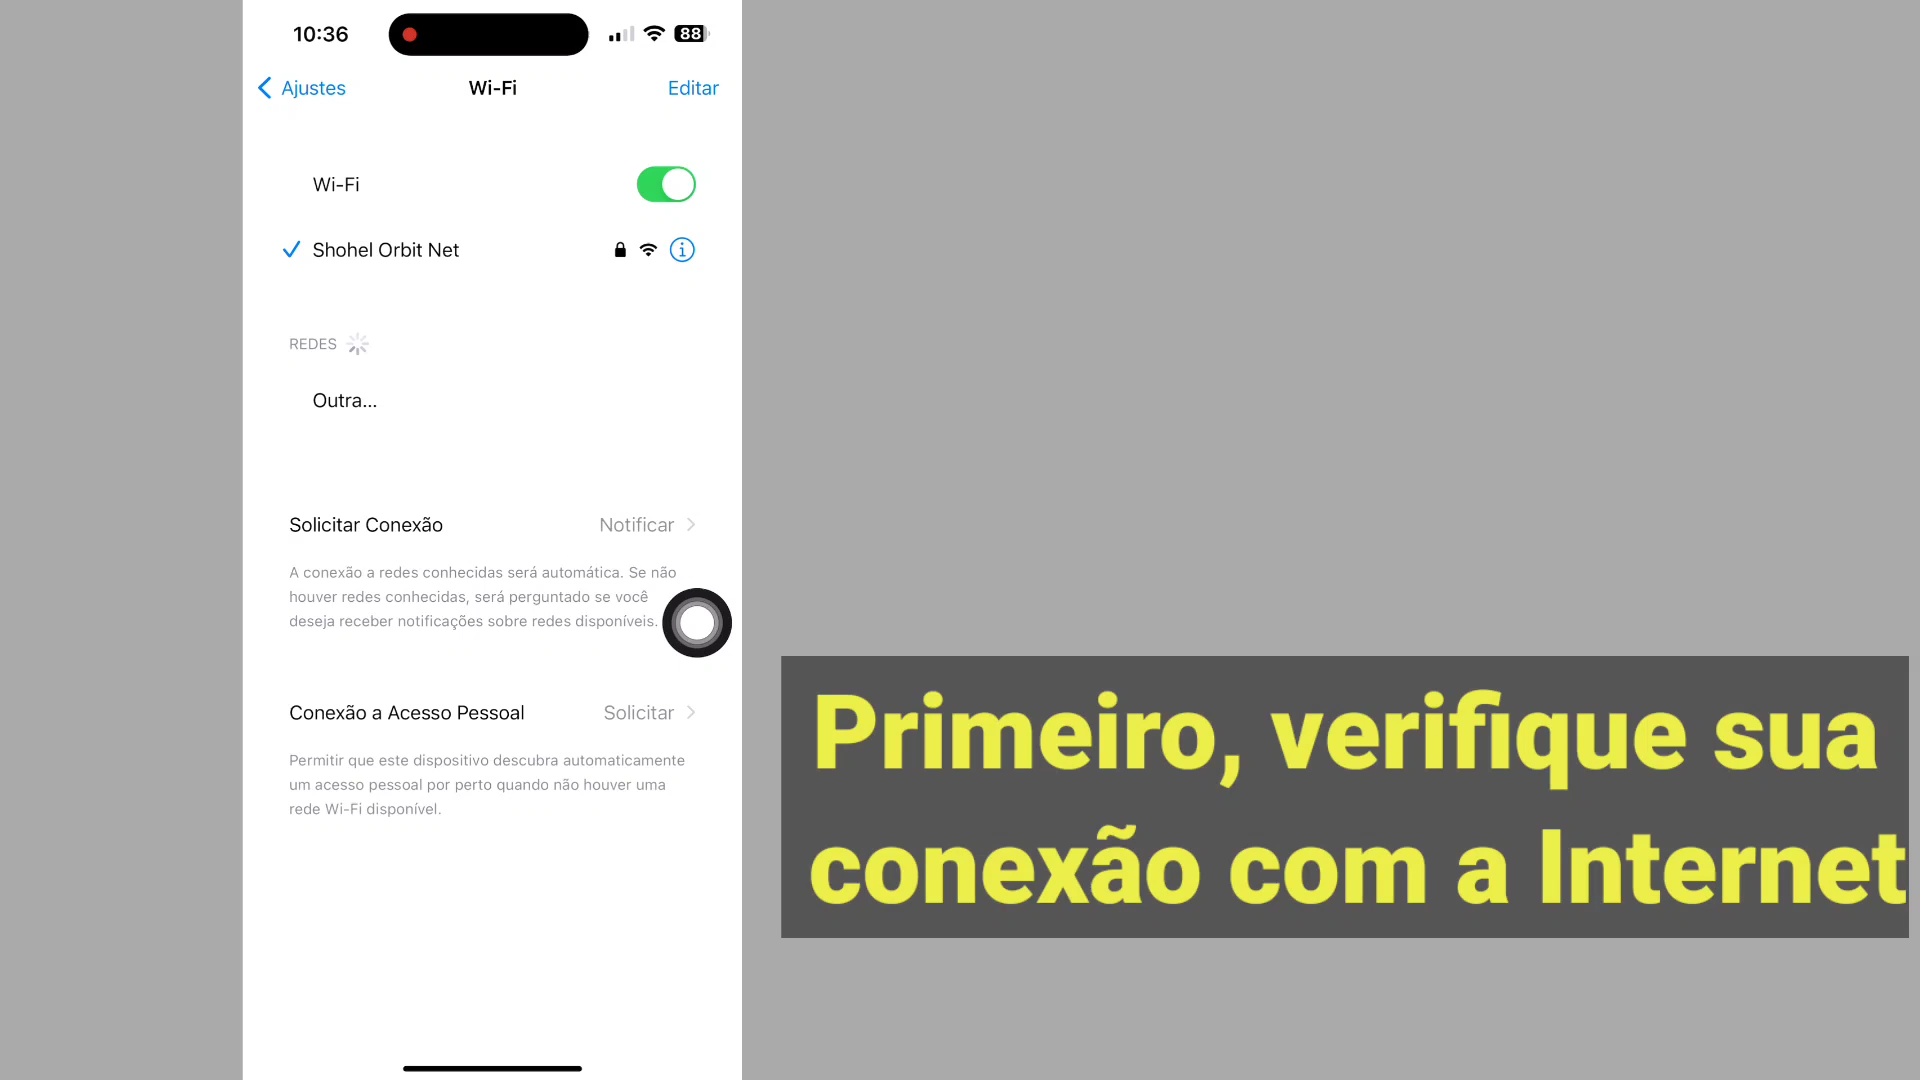 10:36
88
Ajustes
Wi-Fi
Editar
Wi-Fi
Shohel Orbit Net
REDES
Outra...
Solicitar Conexão
Notificar
A conexão a redes conhecidas será automática. Se não
houver redes conhecidas, será perguntado se você
deseja receber notificações sobre redes disponíveis.
Conexão a Acesso Pessoal
Solicitar
Permitir que este dispositivo descubra automaticamente
um acesso pessoal por perto quando não houver uma
rede Wi-Fi disponível.
Primeiro, verifique sua
conexão com a Internet